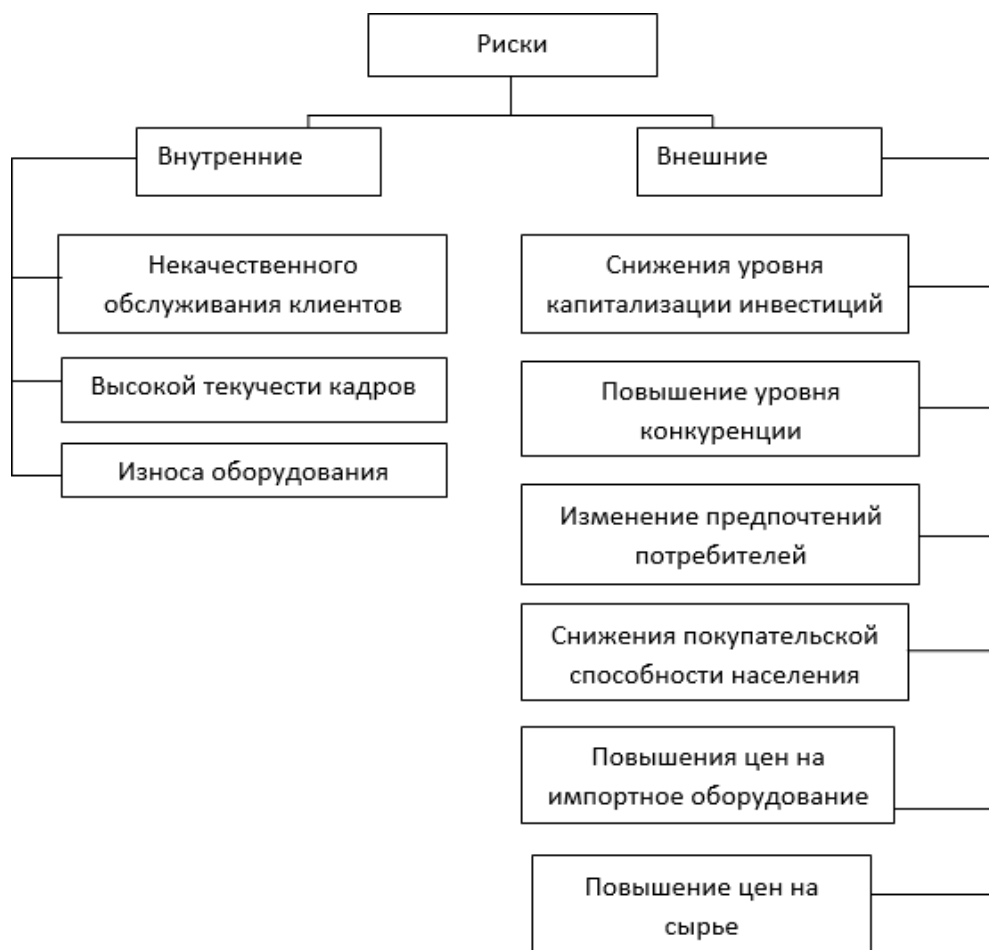 Риски
Внутренние
Внешние
Некачественного
обслуживания клиентов
Высокой текучести кадров
Износа оборудования
Снижения уровня
капитализации инвестиций
Повышение уровня
конкуренции
Изменение предпочтений
потребителей
Снижения покупательской
способности населения
Повышения цен на
импортное оборудование
Повышение цен на
сырье